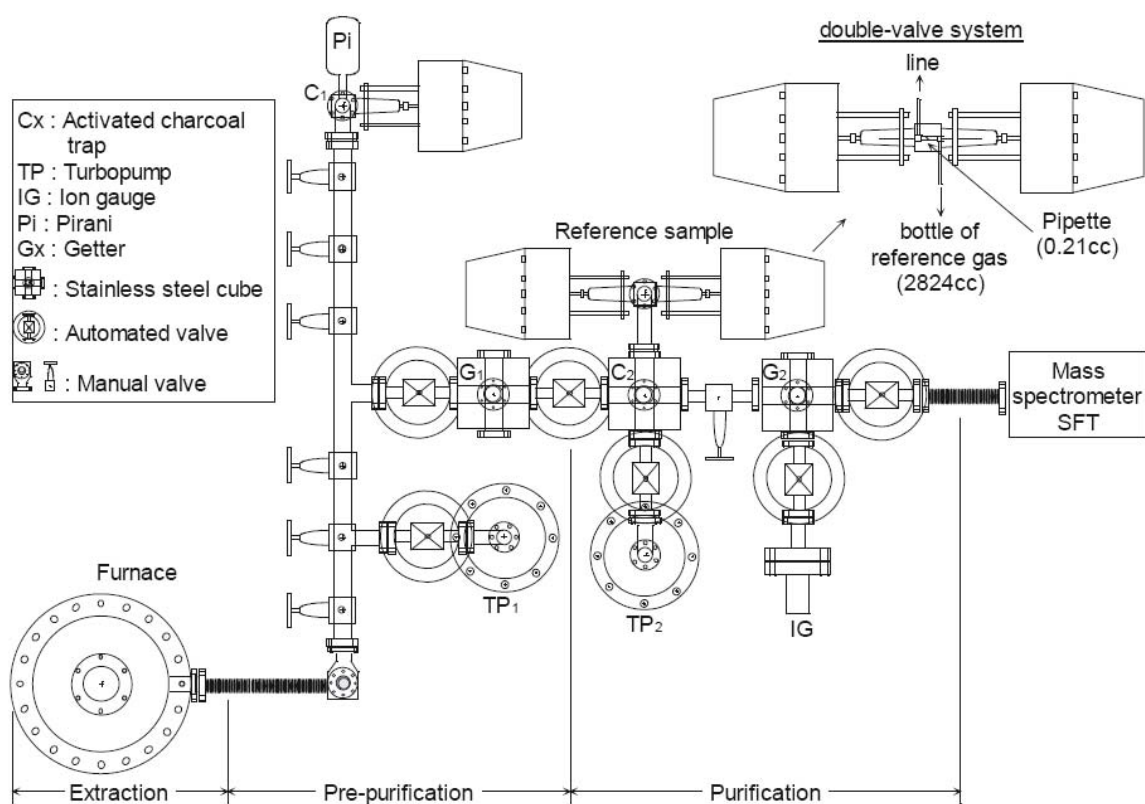 Pi
C1
double-valve system
line
Pipette
(0.21cc)
bottle of
reference gas
(2824cc)
Cx : Activated charcoal
trap
TP : Turbopump
IG : Ion gauge
Pi : Pirani
Gx : Getter
: Stainless steel cube
: Automated valve
: Manual valve
Reference sample
G1
C2
G2
Mass
spectrometer
SFT
Furnace
TP1
TP2
IG
Extraction
Pre-purification
Purification